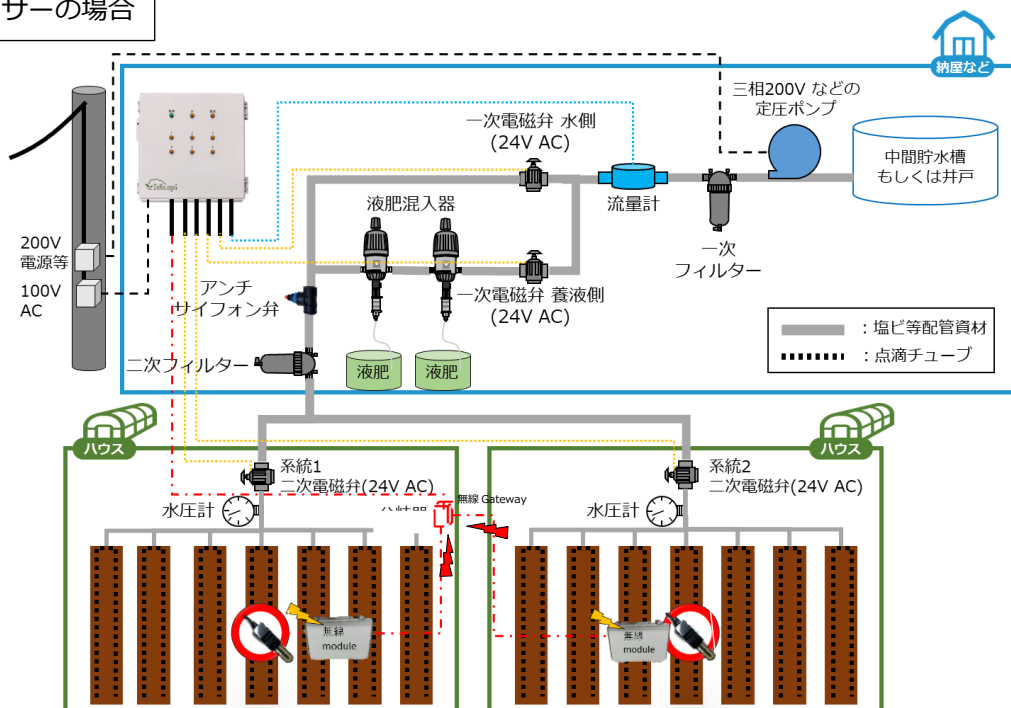 サーの場合
納屋など
三相200V などの
定圧ポンプ
一次電磁弁 水側
(24V AC)
中間貯水槽
もしくは井戸
流量計
液肥混入器
一次
フィルター
200V
電源等
100V
AC
アンチ
サイフォン弁
一次電磁弁 養液側
(24V AC)
：塩ビ等配管資材
：点滴チューブ
二次フィルター
液肥
液肥
ハウス
ハウス
系統1
二次電磁弁(24V AC)
系統2
二次電磁弁(24V AC)
無線 Gateway
水圧計
水圧計
無線
module
無線
module